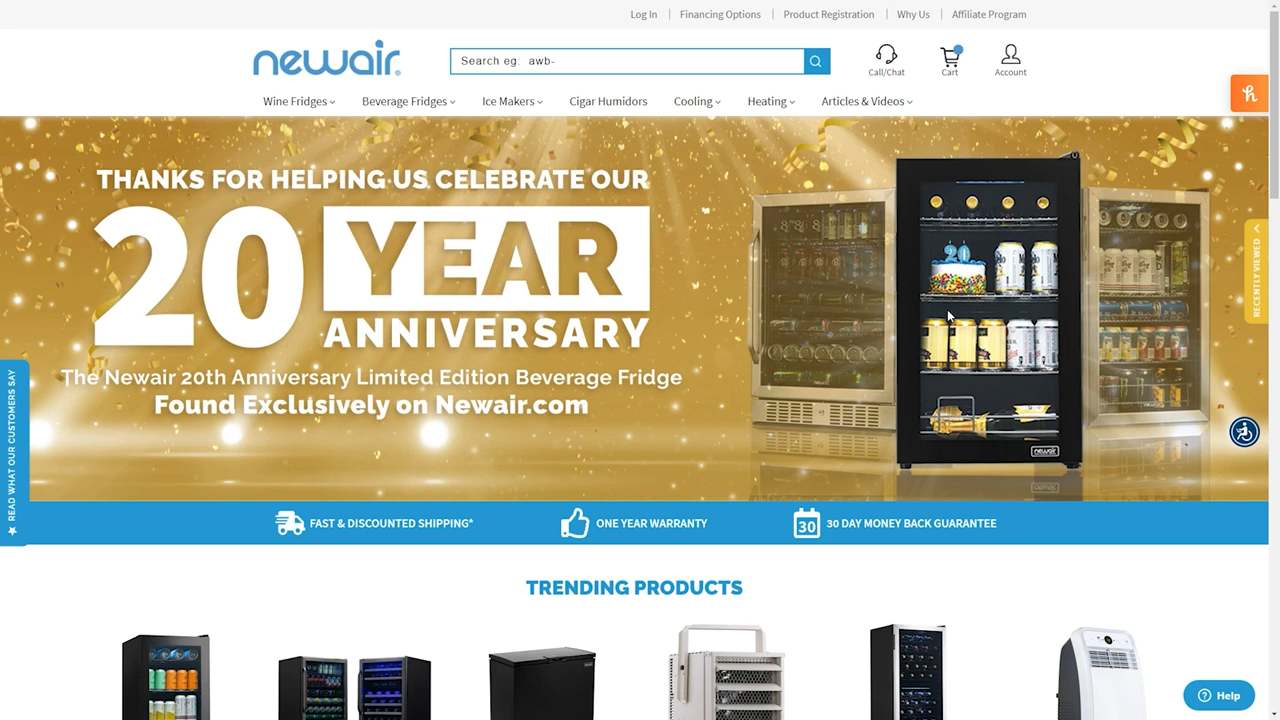 Log In
Financing Options
Product Registration
Why Us
Affiliate Program
newair
Search eg: awb-
Call/Chat
Cart
Account
Wine Fridges
Beverage Fridges
Ice Makers
Cigar Humidors
Cooling
Heating
Articles & Videos
THANKS FOR HELPING US CELEBRATE OUR
20 YEAR
ANNIVERSARY
The Newair 20th Anniversary Limited Edition Beverage Fridge
Found Exclusively on Newair.com
20
newair
RECENTLY VIEWED
★ READ WHAT OUR CUSTOMERS SAY
FAST & DISCOUNTED SHIPPING*
ONE YEAR WARRANTY
30
30 DAY MONEY BACK GUARANTEE
TRENDING PRODUCTS
Help